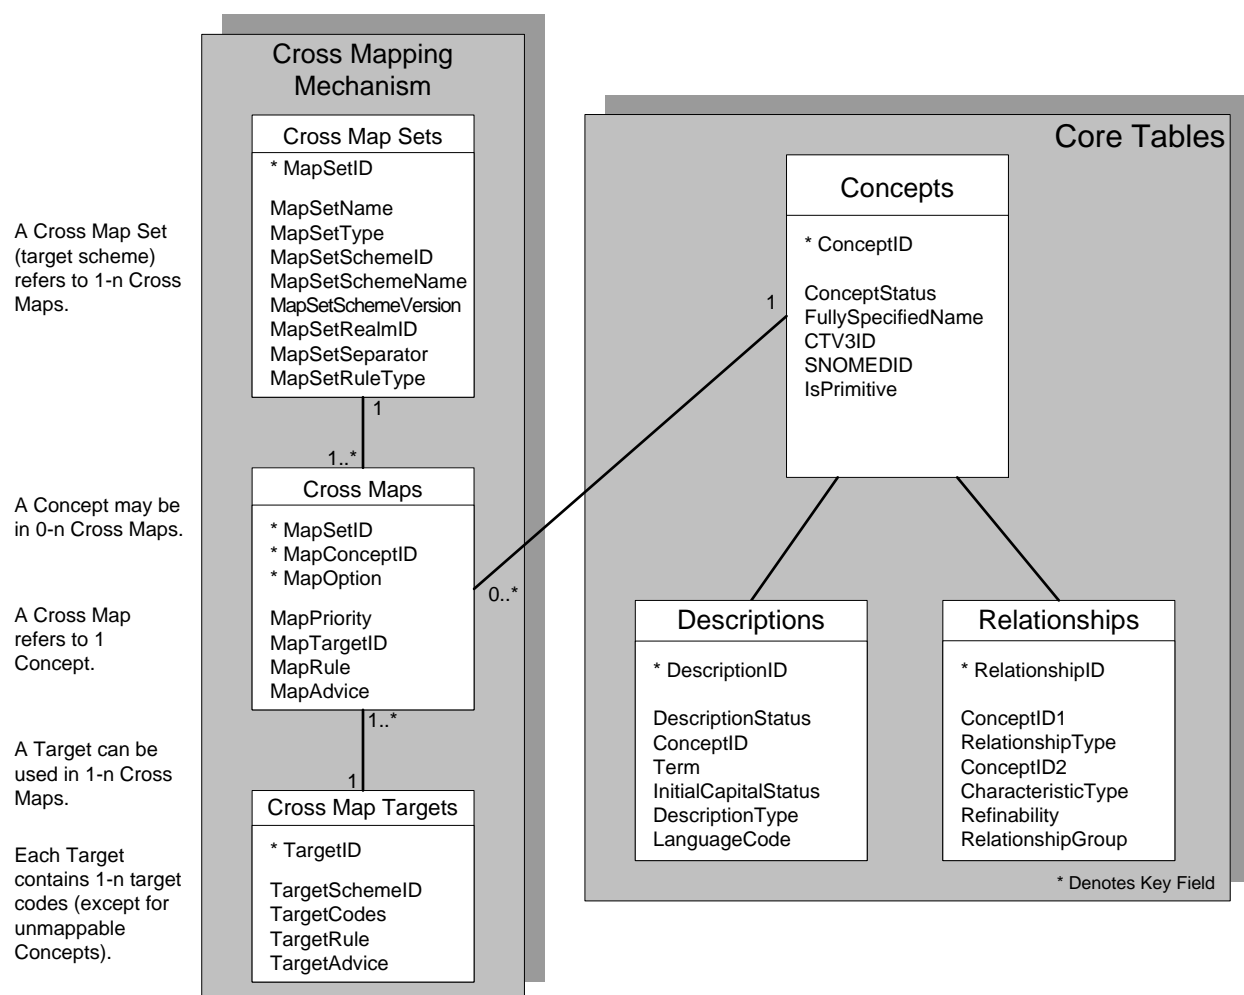 Cross Mapping
Mechanism
Cross Map Sets
* MapSetID
MapSetName
MapSetType
MapSetSchemeID
MapSetSchemeName
MapSetSchemeVersion
MapSetRealmID
MapSetSeparator
MapSetRuleType
1
1..*
Cross Maps
* MapSetID
* MapConceptID
* MapOption
MapPriority
MapTargetID
MapRule
MapAdvice
1..*
1
Cross Map Targets
* TargetID
TargetSchemeID
TargetCodes
TargetRule
TargetAdvice
A Cross Map Set
(target scheme)
refers to 1-n Cross
Maps.
A Concept may be
in 0-n Cross Maps.
A Cross Map
refers to 1
Concept.
A Target can be
used in 1-n Cross
Maps.
Each Target
contains 1-n target
codes (except for
unmappable
Concepts).
Core Tables
Concepts
* ConceptID
ConceptStatus
FullySpecifiedName
CTV3ID
SNOMEDID
IsPrimitive
1
0..*
Descriptions
* DescriptionID
DescriptionStatus
ConceptID
Term
InitialCapitalStatus
DescriptionType
LanguageCode
Relationships
* RelationshipID
ConceptID1
RelationshipType
ConceptID2
CharacteristicType
Refinability
RelationshipGroup
* Denotes Key Field